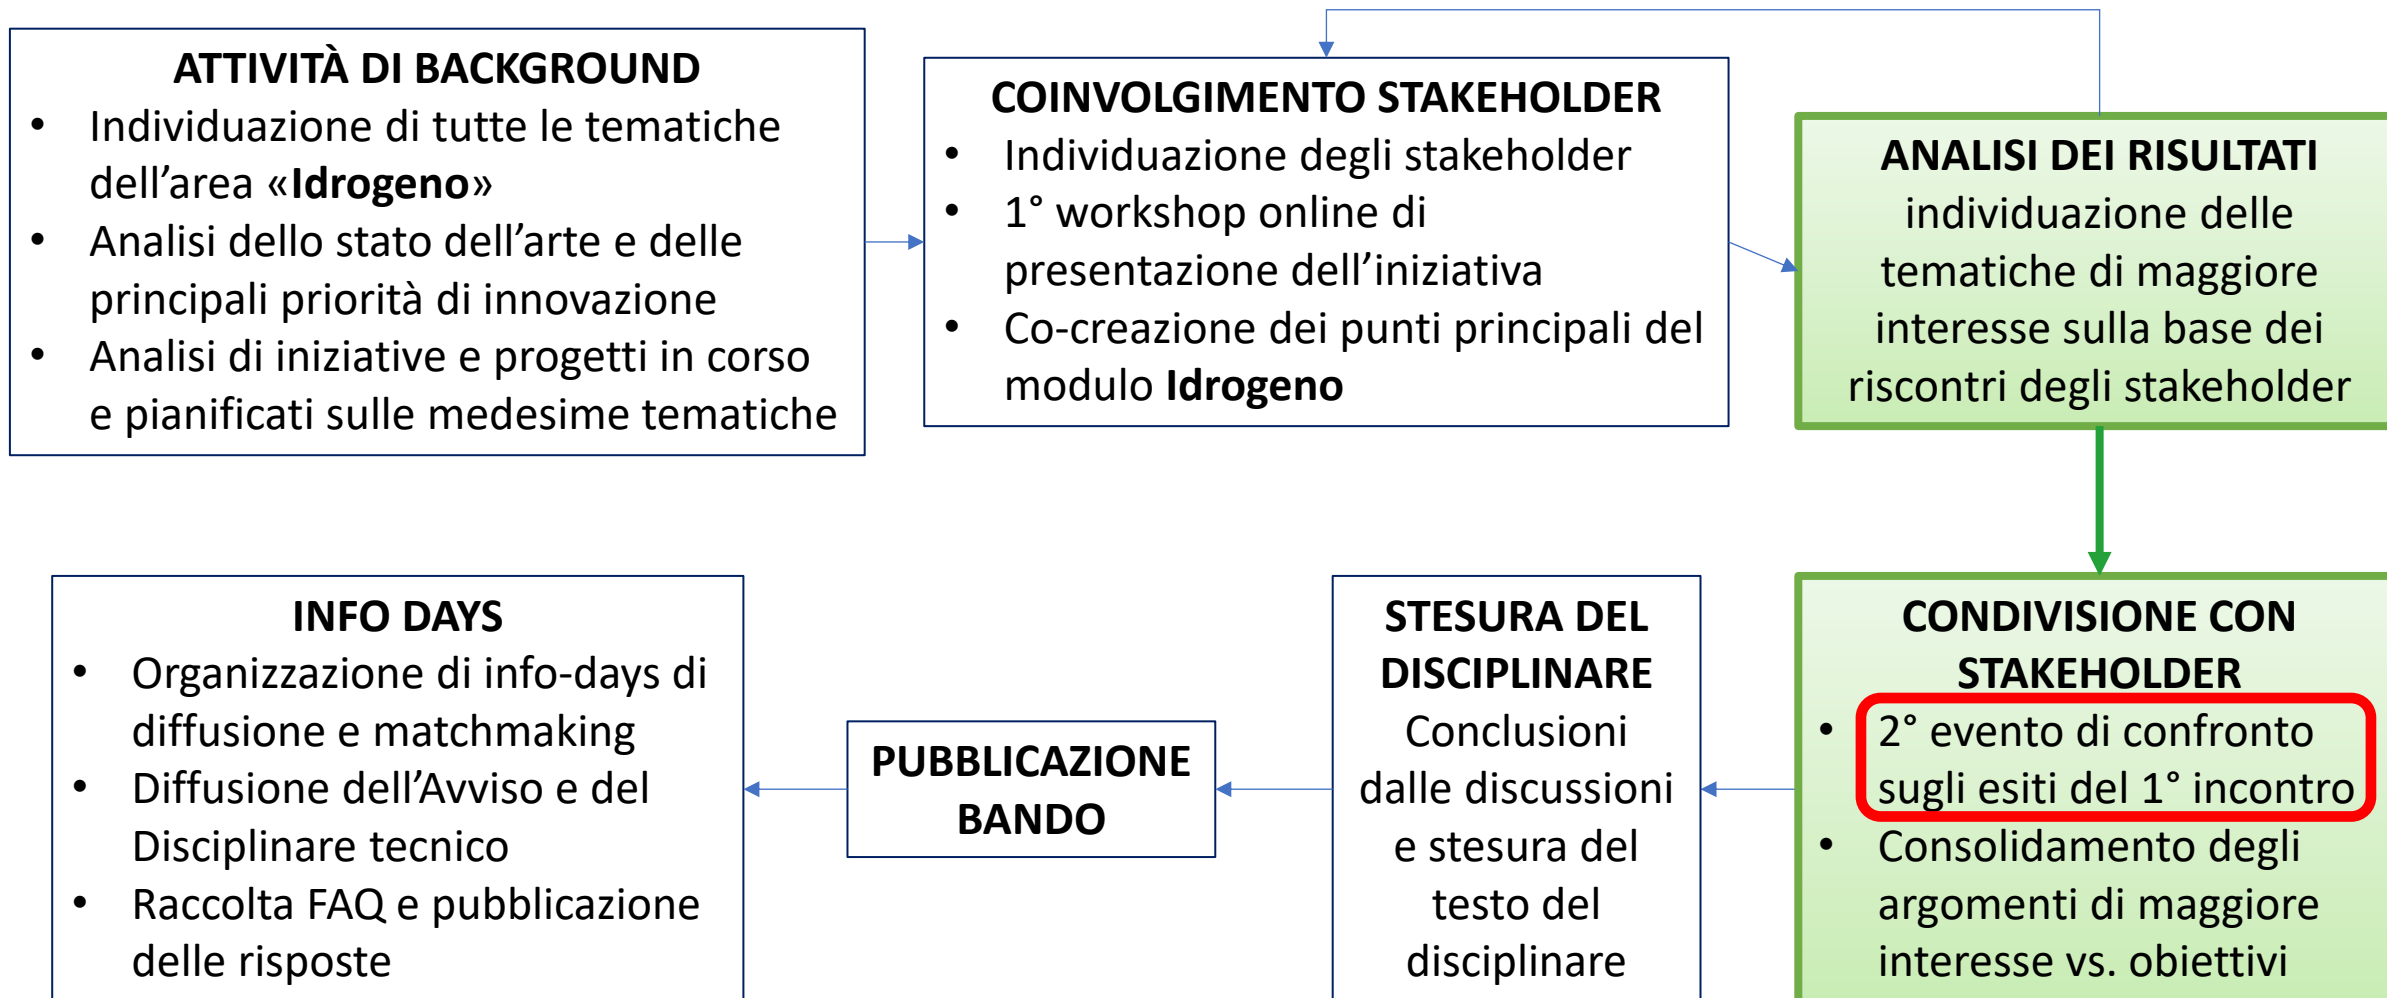 ATTIVITÀ DI BACKGROUND
• Individuazione di tutte le tematiche
dell’area «Idrogeno»
• Analisi dello stato dell’arte e delle
principali priorità di innovazione
• Analisi di iniziative e progetti in corso
e pianificati sulle medesime tematiche
COINVOLGIMENTO STAKEHOLDER
• Individuazione degli stakeholder
• 1° workshop online di
presentazione dell’iniziativa
• Co-creazione dei punti principali del
modulo Idrogeno
ANALISI DEI RISULTATI
individuazione delle
tematiche di maggiore
interesse sulla base dei
riscontri degli stakeholder
CONDIVISIONE CON
STAKEHOLDER
• 2° evento di confronto
sugli esiti del 1° incontro
• Consolidamento degli
argomenti di maggiore
interesse vs. obiettivi
STESURA DEL
DISCIPLINARE
Conclusioni
dalle discussioni
e stesura del
testo del
disciplinare
PUBBLICAZIONE
BANDO
INFO DAYS
• Organizzazione di info-days di
diffusione e matchmaking
• Diffusione dell’Avviso e del
Disciplinare tecnico
• Raccolta FAQ e pubblicazione
delle risposte